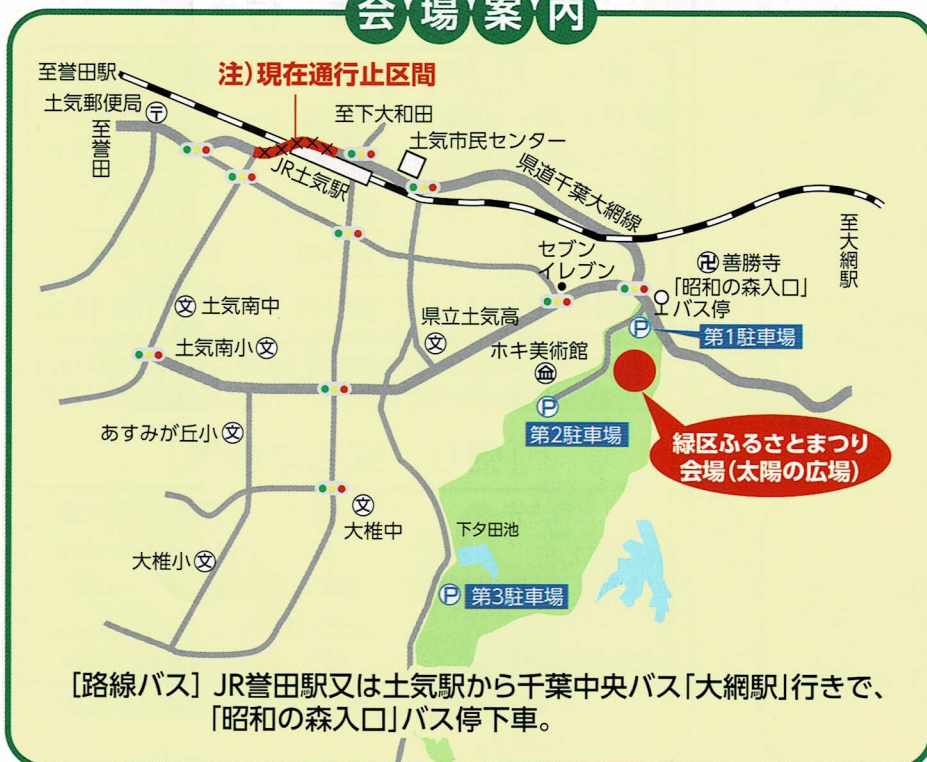 会場案内
至誉田駅
注)現在通行止区間
土気郵便局
〒
至下大和田
至誉田
土気市民センター
JR土気駅
県道千葉大網線
至大網駅
セブン
イレブン
卍 善勝寺
「昭和の森入口」
バス停
文 土気南中
県立土気高
文
P
第1駐車場
土気南小 文
ホキ美術館
P
第2駐車場
あすみが丘小 文
緑区ふるさとまつり
会場(太陽の広場)
文
大椎中
下夕田池
大椎小 文
P 第3駐車場
[路線バス] JR誉田駅又は土気駅から千葉中央バス「大網駅」行きで、
「昭和の森入口」バス停下車。